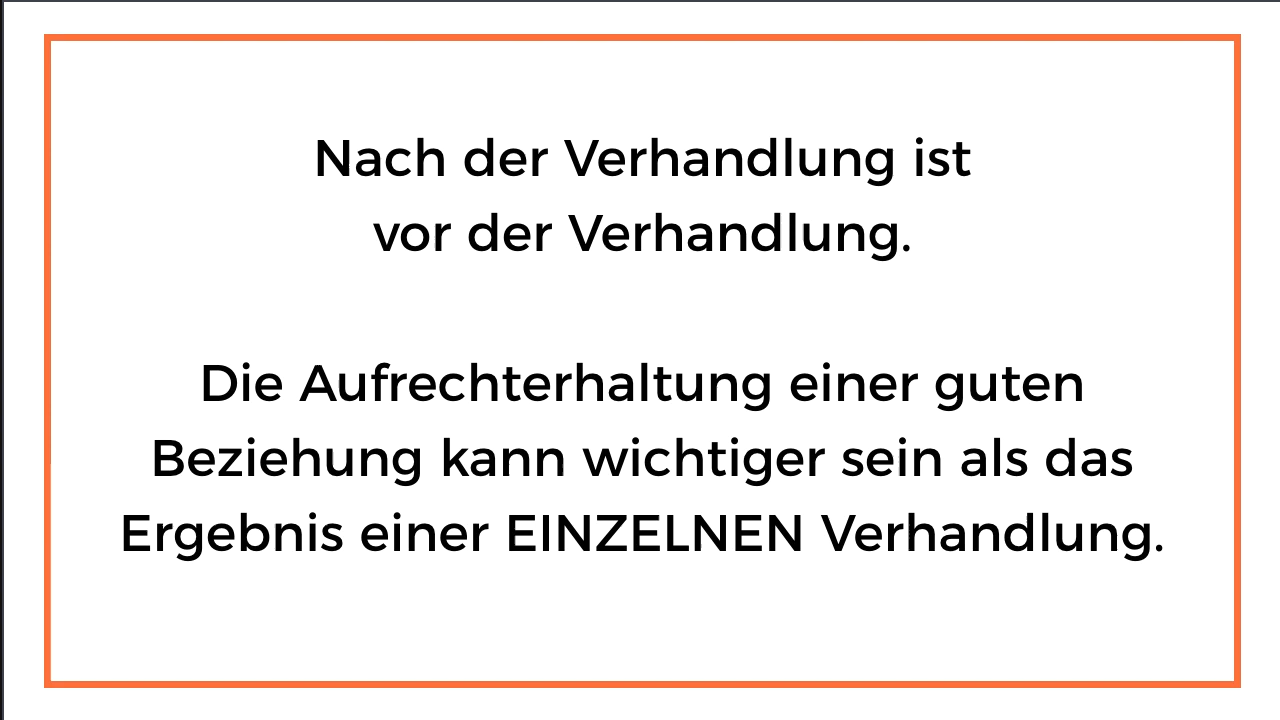 Nach der Verhandlung ist
vor der Verhandlung.
Die Aufrechterhaltung einer guten
Beziehung kann wichtiger sein als das
Ergebnis einer EINZELNEN Verhandlung.